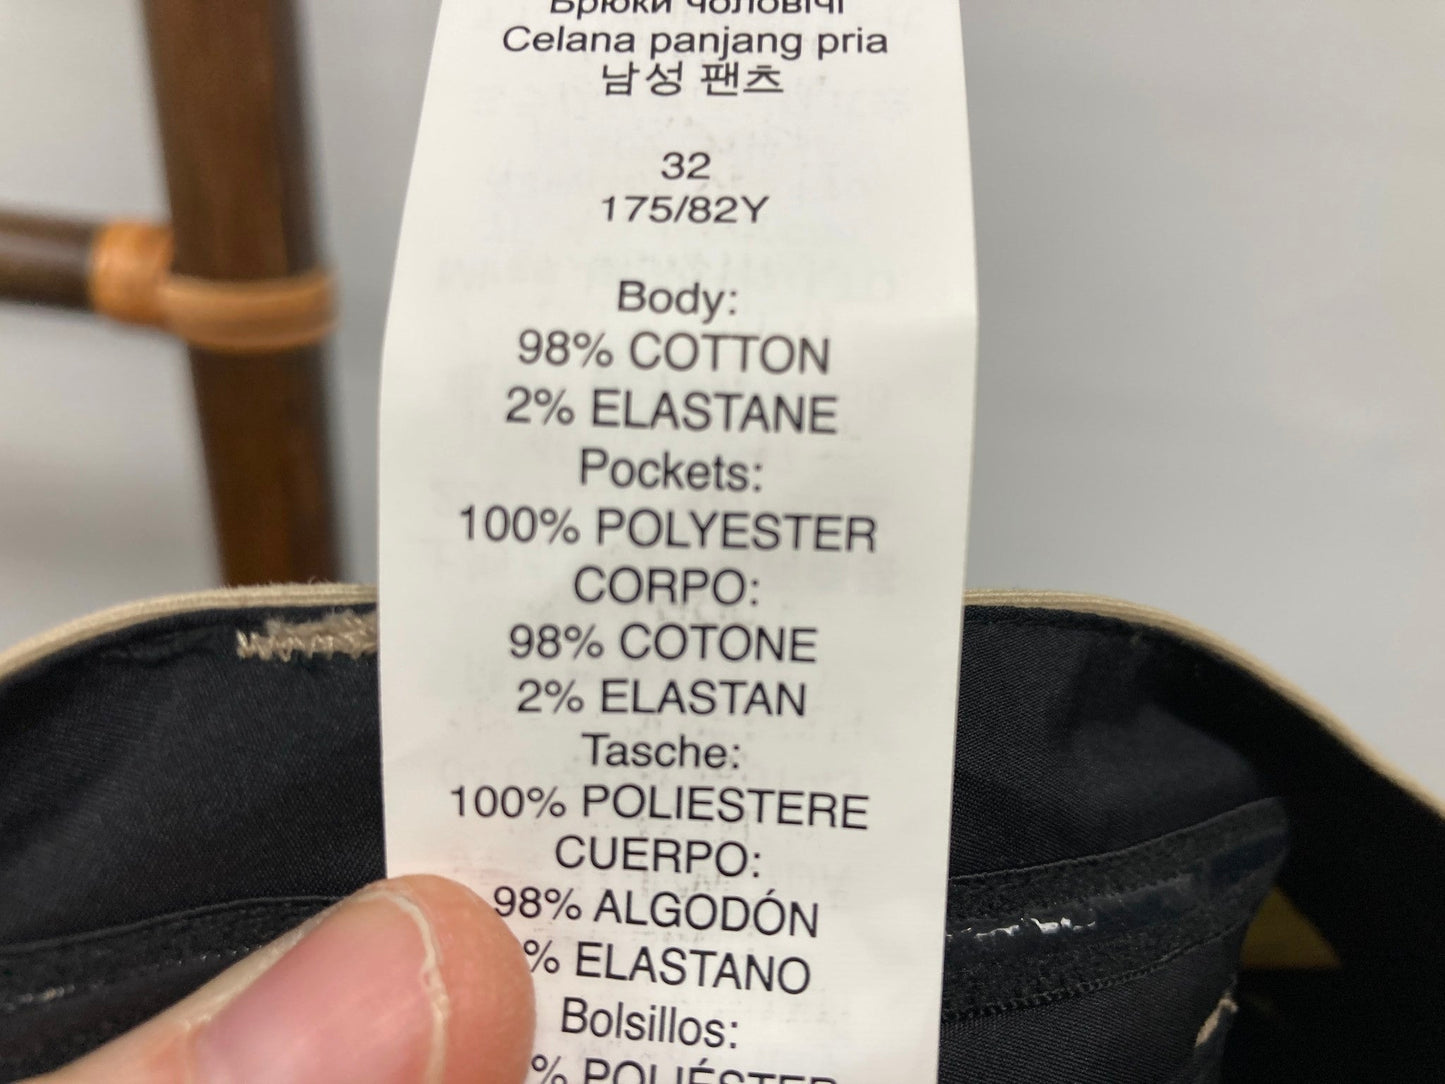 Брюки чоловічі
Celana panjang pria
남성 팬츠
32
175/82Y
Body:
98% COTTON
2% ELASTANE
Pockets:
100% POLYESTER
CORPO:
98% COTONE
2% ELASTAN
Tasche:
100% POLIESTERE
CUERPO:
98% ALGODÓN
% ELASTANO
Bolsillos:
% POLIÉSTER